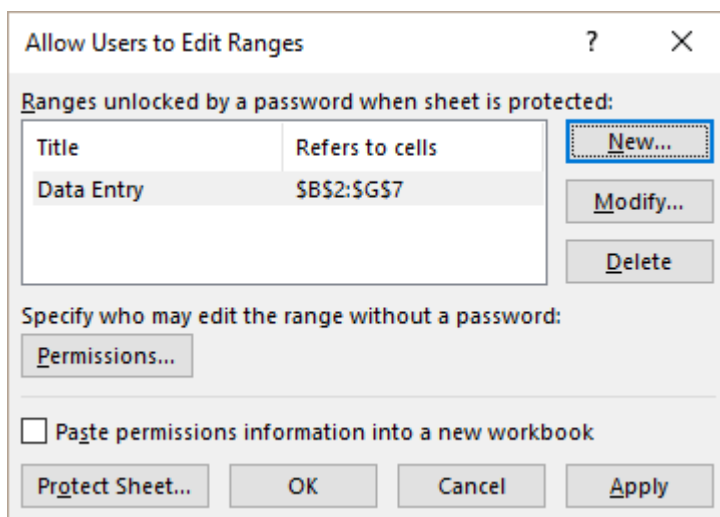 Allow Users to Edit Ranges ?
Ranges unlocked by a password when sheet is protected:
Title Refers to cells New...
Data Entry $B$2:$G$7
Modify...
Delete
Specify who may edit the range without a password:
Permissions...
Paste permissions information into a new workbook
Protect Sheet... OK Cancel Apply